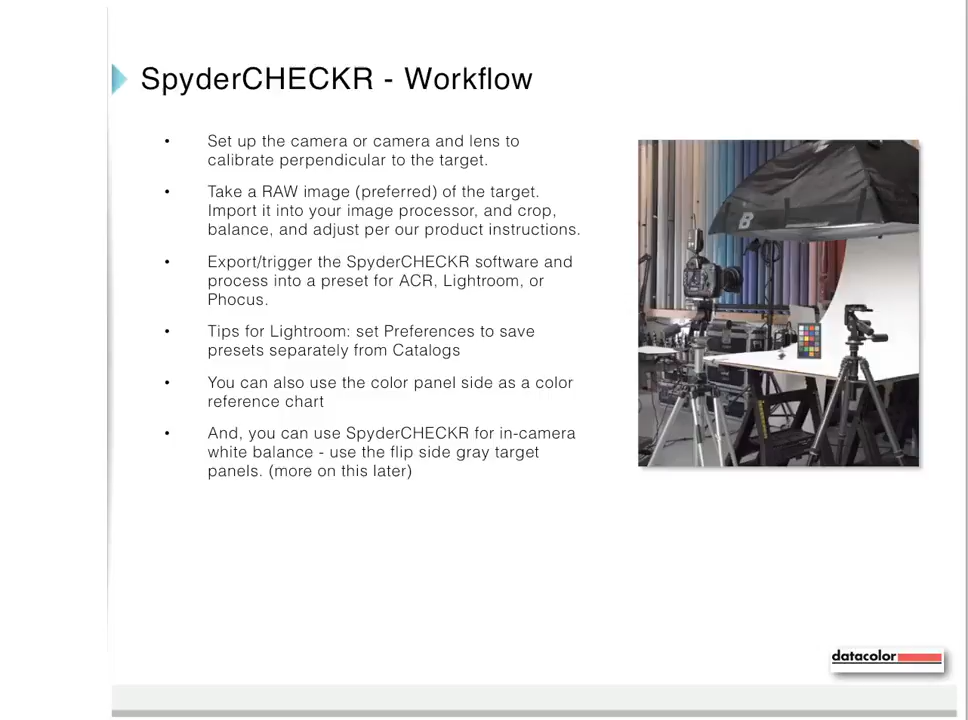 SpyderCHECKR - Workflow
• Set up the camera or camera and lens to
calibrate perpendicular to the target.
• Take a RAW image (preferred) of the target.
Import it into your image processor, and crop,
balance, and adjust per our product instructions.
• Export/trigger the SpyderCHECKR software and
process into a preset for ACR, Lightroom, or
Phocus.
• Tips for Lightroom: set Preferences to save
presets separately from Catalogs
• You can also use the color panel side as a color
reference chart
• And, you can use SpyderCHECKR for in-camera
white balance - use the flip side gray target
panels. (more on this later)
B
datacolor